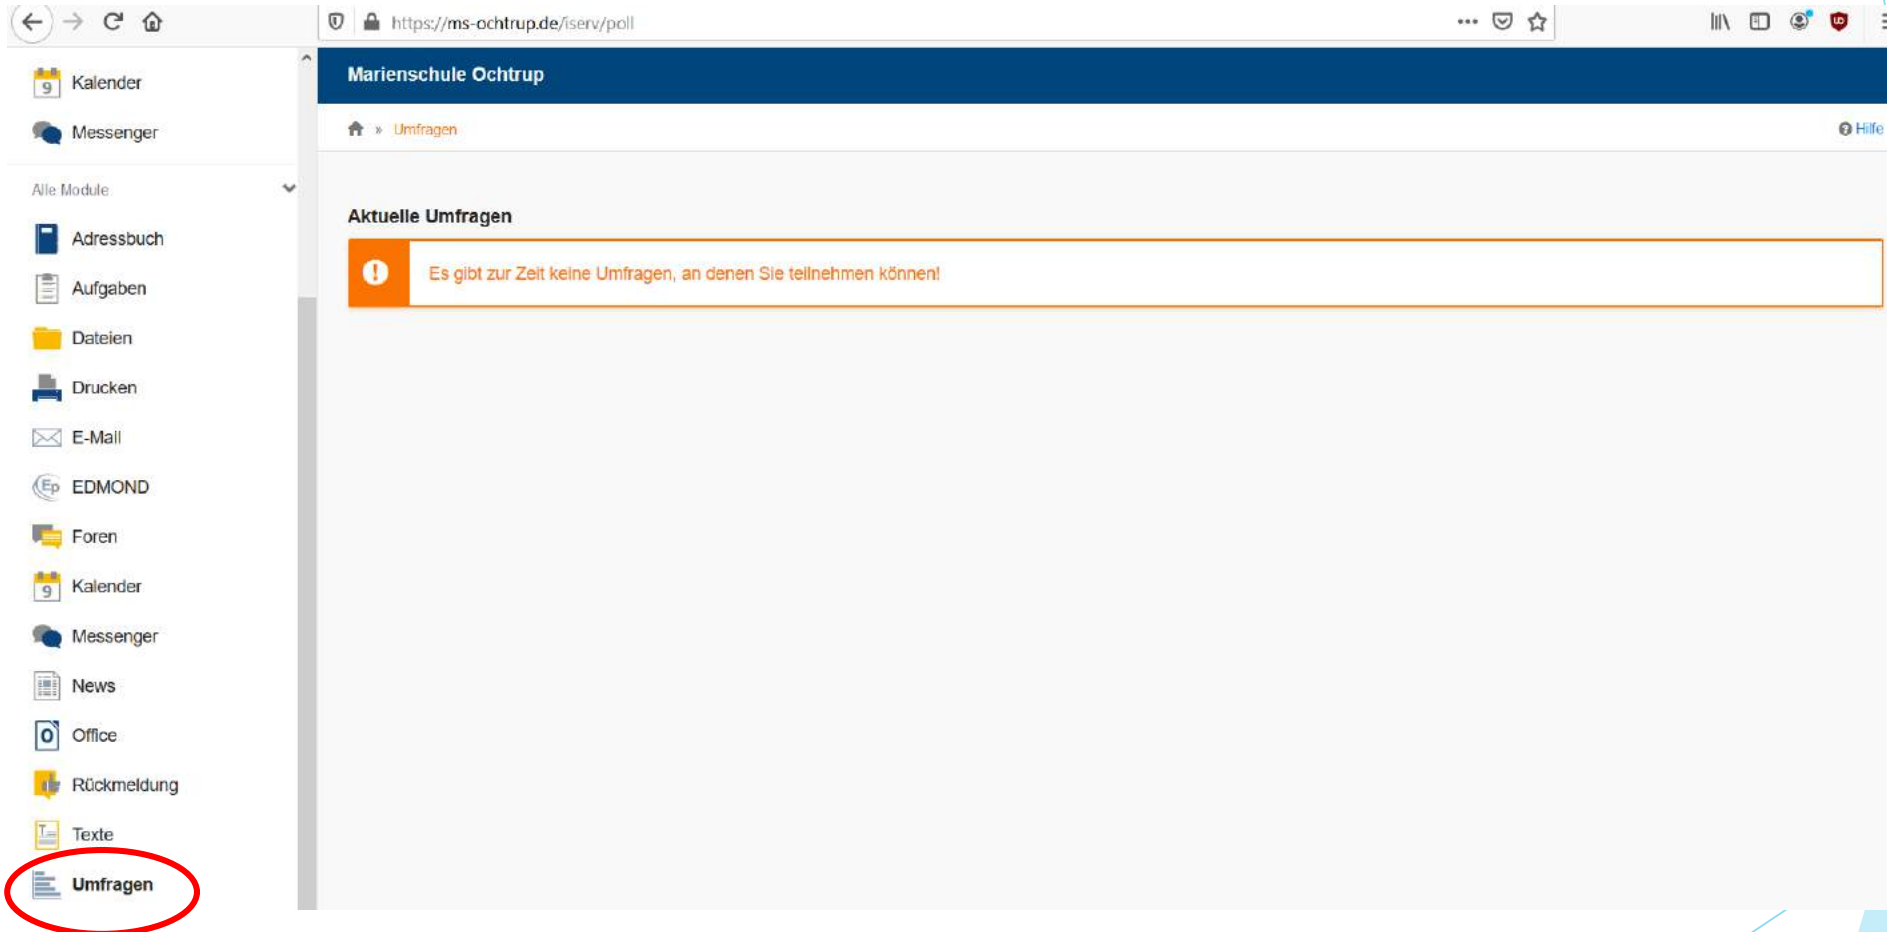 https://ms-ochtrup.de/iserv/poll
Kalender
Messenger
Alle Module
Adressbuch
Aufgaben
Dateien
Drucken
E-Mail
EDMOND
Foren
Kalender
Messenger
News
Office
Rückmeldung
Texte
Umfragen
Marienschule Ochtrup
» Umfragen
Hilfe
Aktuelle Umfragen
Es gibt zur Zeit keine Umfragen, an denen Sie teilnehmen können!